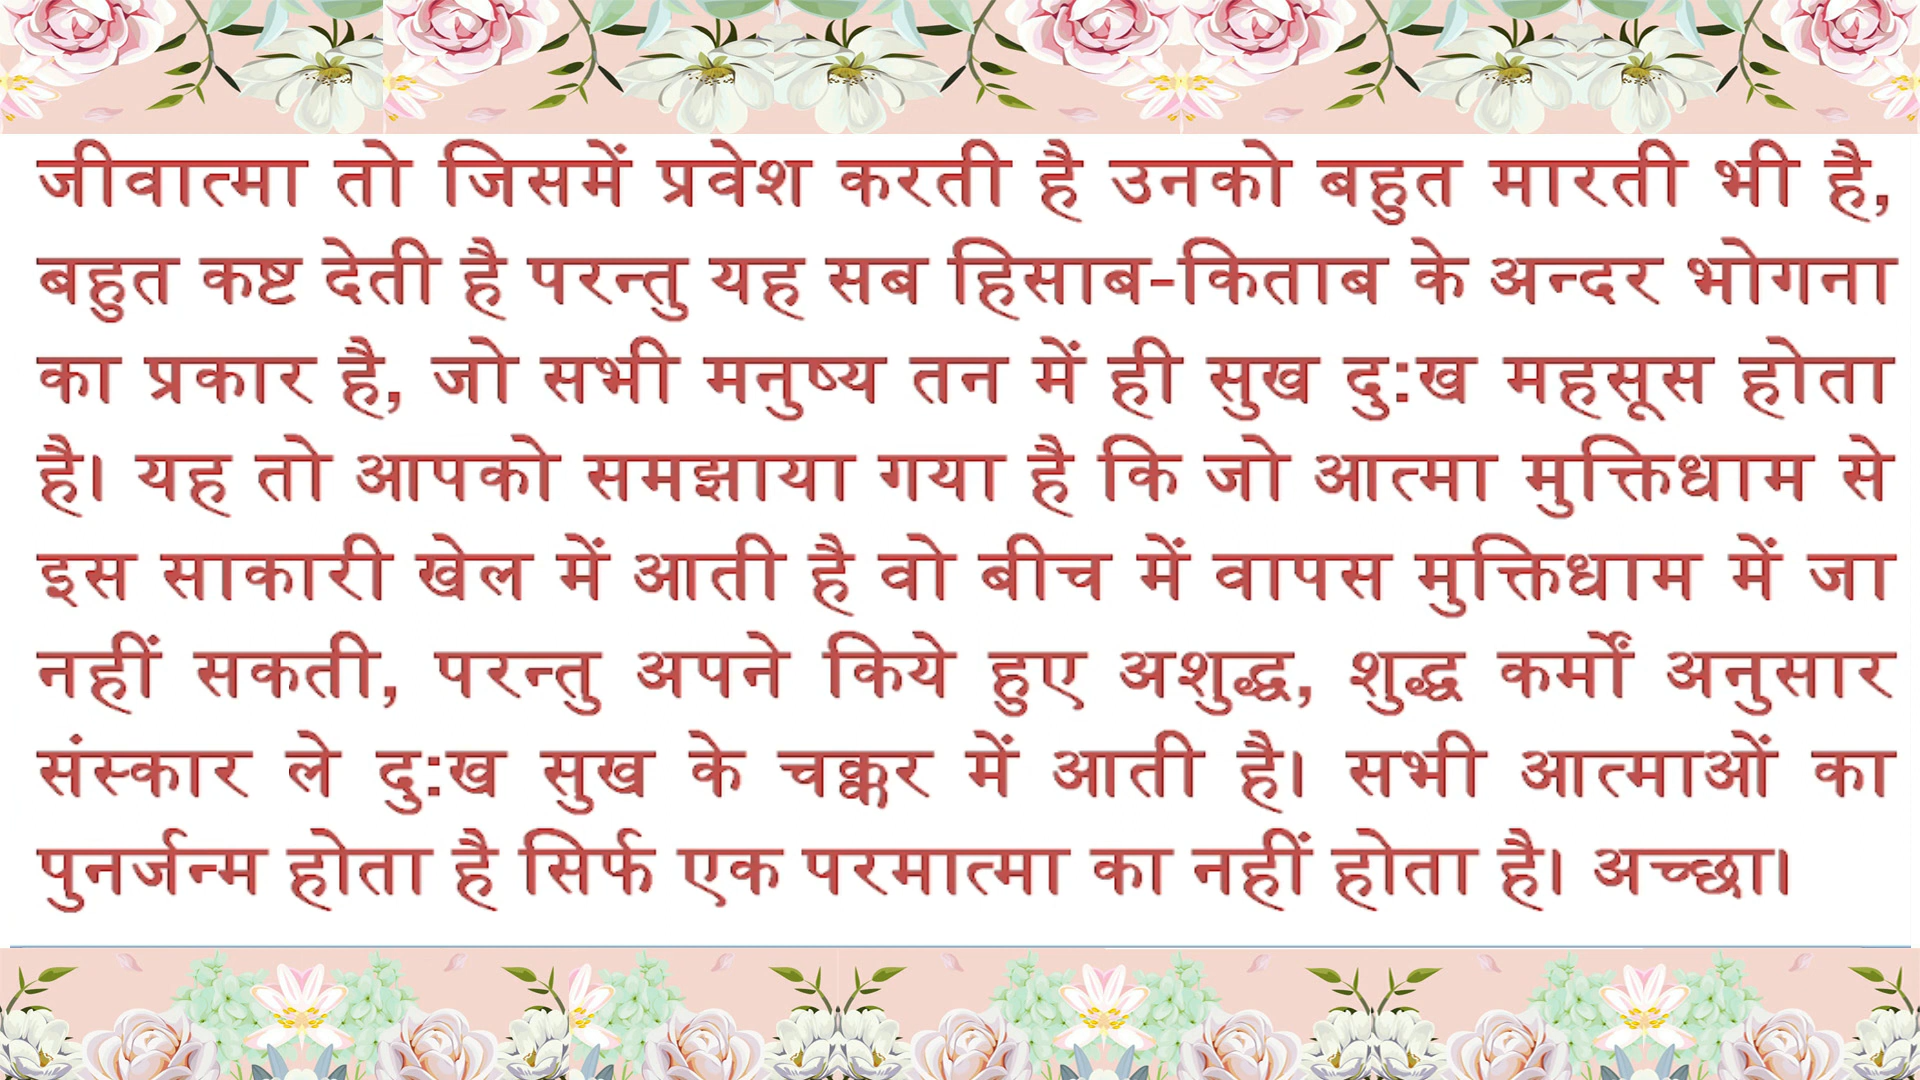 जीवात्मा तो जिसमें प्रवेश करती है उनको बहुत मारती भी है,
बहुत कष्ट देती है परन्तु यह सब हिसाब-किताब के अन्दर भोगना
का प्रकार है, जो सभी मनुष्य तन में ही सुख दु:ख महसूस होता
है। यह तो आपको समझाया गया है कि जो आत्मा मुक्तिधाम से
इस साकारी खेल में आती है वो बीच में वापस मुक्तिधाम में जा
नहीं सकती, परन्तु अपने किये हुए अशुद्ध, शुद्ध कर्मों अनुसार
संस्कार ले दु:ख सुख के चक्कर में आती है। सभी आत्माओं का
पुनर्जन्म होता है सिर्फ एक परमात्मा का नहीं होता है। अच्छा।